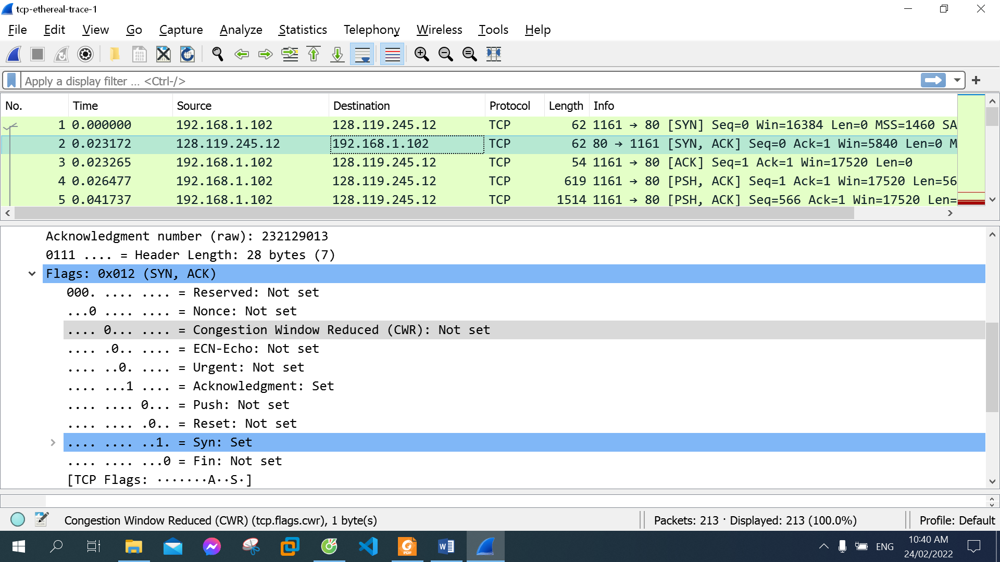 tcp-ethereal-trace-1
File Edit View Go Capture Analyze Statistics Telephony Wireless Tools Help
Apply a display filter ... <Ctrl-/>
No. Time Source Destination Protocol Length Info
1 0.000000 192.168.1.102 128.119.245.12 TCP 62 1161 → 80 [SYN] Seq=0 Win=16384 Len=0 MSS=1460 SA
2 0.023172 128.119.245.12 192.168.1.102 TCP 62 80 → 1161 [SYN, ACK] Seq=0 Ack=1 Win=5840 Len=0 M
3 0.023265 192.168.1.102 128.119.245.12 TCP 54 1161 → 80 [ACK] Seq=1 Ack=1 Win=17520 Len=0
4 0.026477 192.168.1.102 128.119.245.12 TCP 619 1161 → 80 [PSH, ACK] Seq=1 Ack=1 Win=17520 Len=56
5 0.041737 192.168.1.102 128.119.245.12 TCP 1514 1161 → 80 [PSH, ACK] Seq=566 Ack=1 Win=17520 Len=
Acknowledgment number (raw): 232129013
0111 .... = Header Length: 28 bytes (7)
Flags: 0x012 (SYN, ACK)
000. .... .... = Reserved: Not set
...0 .... .... = Nonce: Not set
.... 0... .... = Congestion Window Reduced (CWR): Not set
.... .0.. .... = ECN-Echo: Not set
.... ..0. .... = Urgent: Not set
.... ...1 .... = Acknowledgment: Set
.... .... 0... = Push: Not set
.... .... .0.. = Reset: Not set
.... .... ..1. = Syn: Set
.... .... ...0 = Fin: Not set
[TCP Flags: ·······A··S·]
Congestion Window Reduced (CWR) (tcp.flags.cwr), 1 byte(s)
Packets: 213 · Displayed: 213 (100.0%)
Profile: Default
ENG
10:40 AM
24/02/2022
PDF